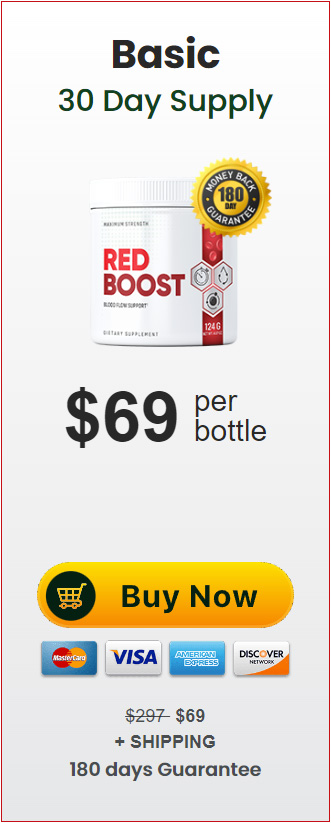 Basic
30 Day Supply
MONEY BACK
180
DAY
GUARANTEE
MAXIMUM STRENGTH
RED
BOOST
BLOOD FLOW SUPPORT*
DIETARY SUPPLEMENT
124 G
$69 per
bottle
Buy Now
MasterCard
VISA
AMERICAN
EXPRESS
DISCOVER
NETWORK
$297 $69
+ SHIPPING
180 days Guarantee